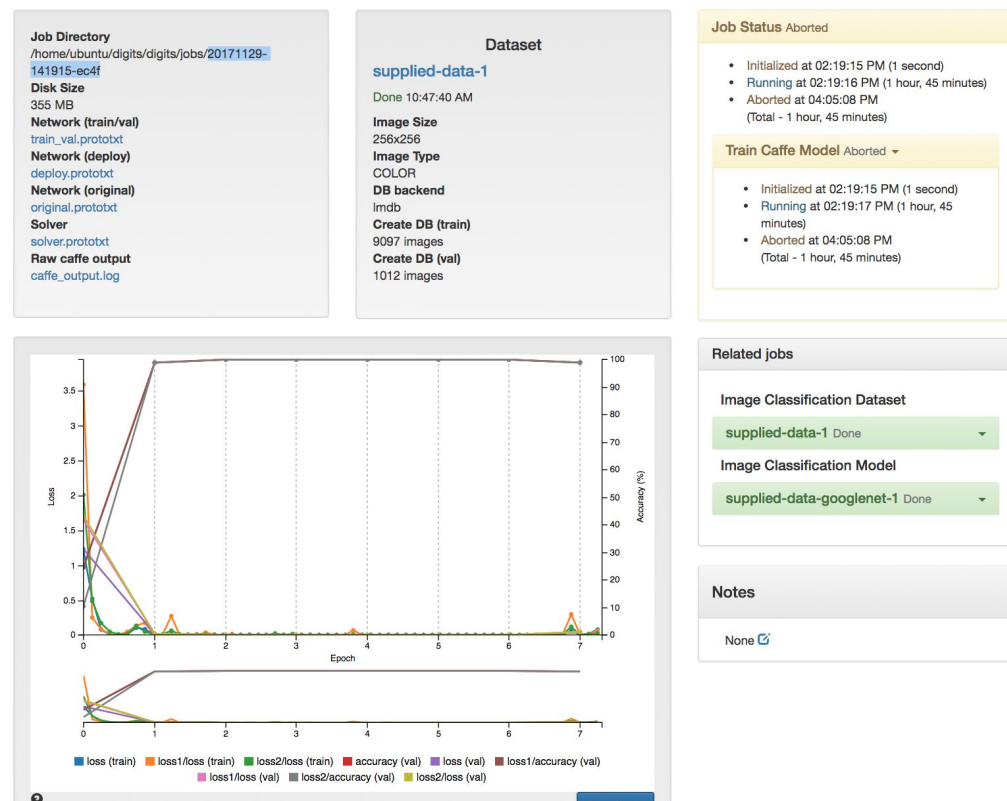 Job Directory
/home/ubuntu/digits/digits/jobs/20171129-
141915-ec4f
Disk Size
355 MB
Network (train/val)
train_val.prototxt
Network (deploy)
deploy.prototxt
Network (original)
original.prototxt
Solver
solver.prototxt
Raw caffe output
caffe_output.log
Dataset
supplied-data-1
Done 10:47:40 AM
Image Size
256x256
Image Type
COLOR
DB backend
lmdb
Create DB (train)
9097 images
Create DB (val)
1012 images
Job Status Aborted
• Initialized at 02:19:15 PM (1 second)
• Running at 02:19:16 PM (1 hour, 45 minutes)
• Aborted at 04:05:08 PM
(Total - 1 hour, 45 minutes)
Train Caffe Model Aborted
• Initialized at 02:19:15 PM (1 second)
• Running at 02:19:17 PM (1 hour, 45
minutes)
• Aborted at 04:05:08 PM
(Total - 1 hour, 45 minutes)
3.5
3
2.5
2
1.5
1
0.5
0
Loss
100
90
80
70
60
50
40
30
20
10
0
Accuracy (%)
0 1 2 3 4 5 6 7
Epoch
0 1 2 3 4 5 6 7
loss (train) loss1/loss (train) loss2/loss (train) accuracy (val) loss (val) loss1/accuracy (val)
loss1/loss (val) loss2/accuracy (val) loss2/loss (val)
?
Related jobs
Image Classification Dataset
supplied-data-1 Done
Image Classification Model
supplied-data-googlenet-1 Done
Notes
None